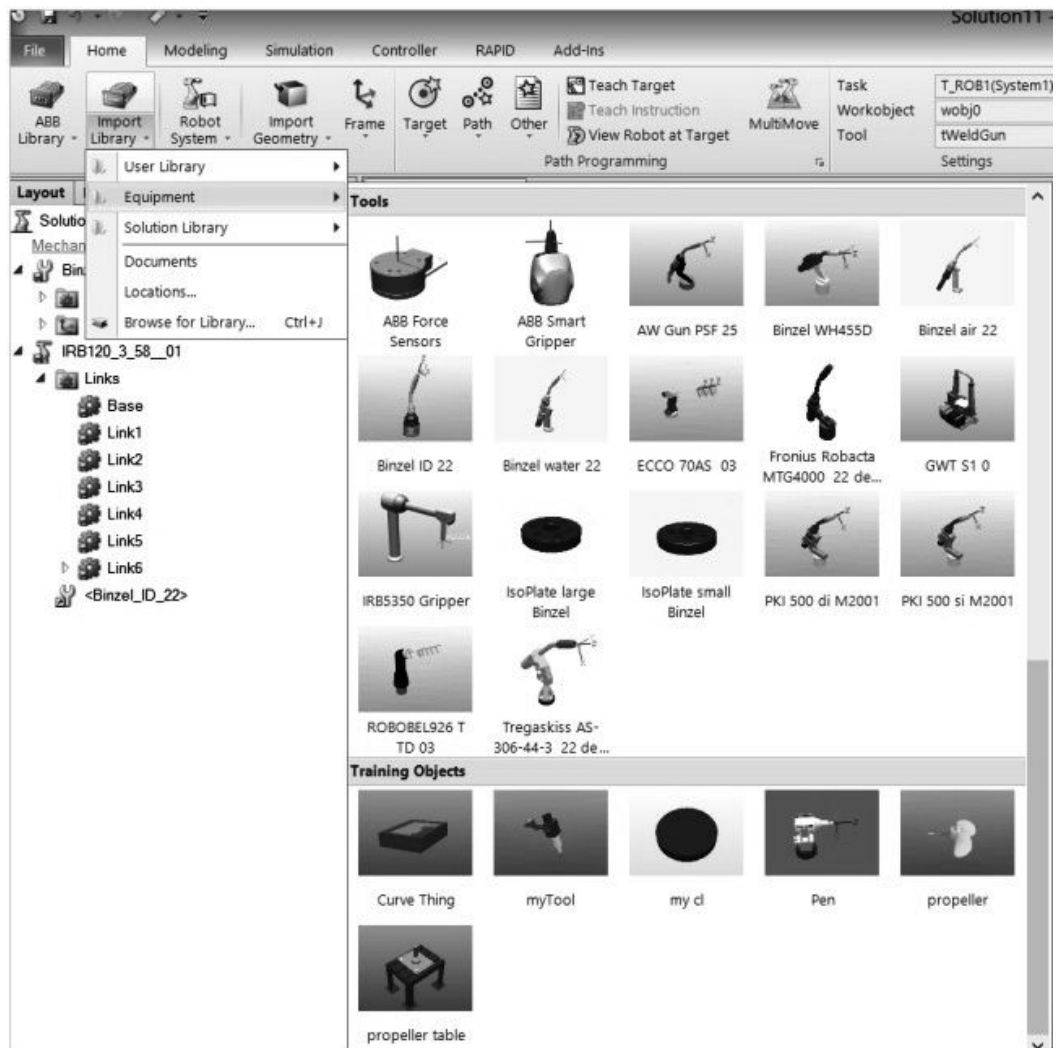 Solution11 -
File Home Modeling Simulation Controller RAPID Add-Ins
ABB Library
Import Library
Robot System
Import Geometry
Frame
Target
Path
Other
Teach Target
Teach Instruction
View Robot at Target
MultiMove
Path Programming
Task T_ROB1(System1)
Workobject wobj0
Tool tWeldGun
Settings
User Library
Equipment
Solution Library
Documents
Locations...
Browse for Library... Ctrl+J
Layout
Solutio
Mechan
Binz
IRB120_3_58__01
Links
Base
Link1
Link2
Link3
Link4
Link5
Link6
<Binzel_ID_22>
Tools
ABB Force
Sensors
ABB Smart
Gripper
AW Gun PSF 25
Binzel WH455D
Binzel air 22
Binzel ID 22
Binzel water 22
ECCO 70AS 03
Fronius Robacta
MTG4000 22 de...
GWT S1 0
IRB5350 Gripper
IsoPlate large
Binzel
IsoPlate small
Binzel
PKI 500 di M2001
PKI 500 si M2001
ROBOBEL926 T
TD 03
Tregaskiss AS-
306-44-3 22 de...
Training Objects
Curve Thing
myTool
my cl
Pen
propeller
propeller table